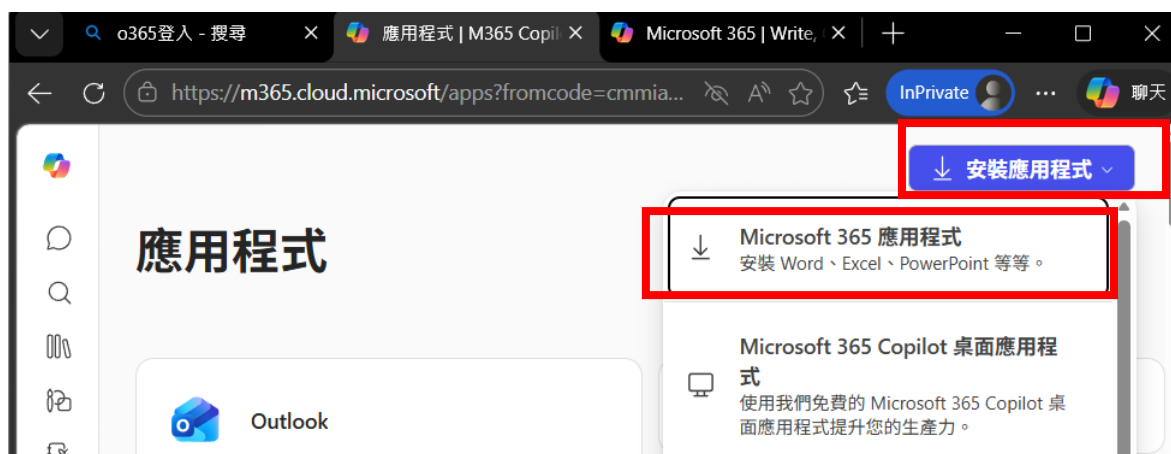 o365登入 - 搜尋
應用程式 | M365 Copil
Microsoft 365 | Write,
https://m365.cloud.microsoft/apps?fromcode=cmmia...
InPrivate
聊天
安裝應用程式
應用程式
Microsoft 365 應用程式
安裝 Word、Excel、PowerPoint 等等。
Microsoft 365 Copilot 桌面應用程
式
使用我們免費的 Microsoft 365 Copilot 桌
面應用程式提升您的生產力。
Outlook